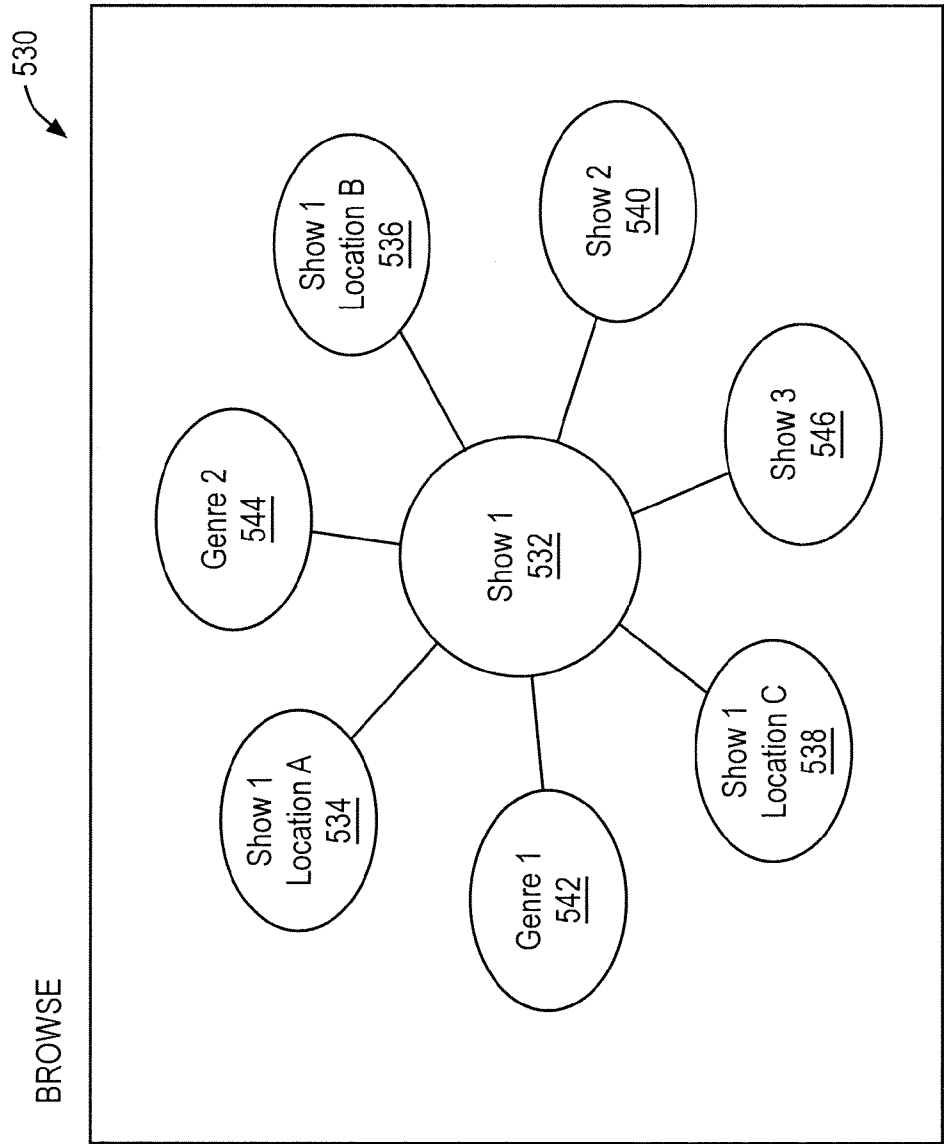 BROWSE
530
Show 1
Location A
534
Genre 2
544
Show 1
Location B
536
Genre 1
542
Show 1
532
Show 2
540
Show 1
Location C
538
Show 3
546